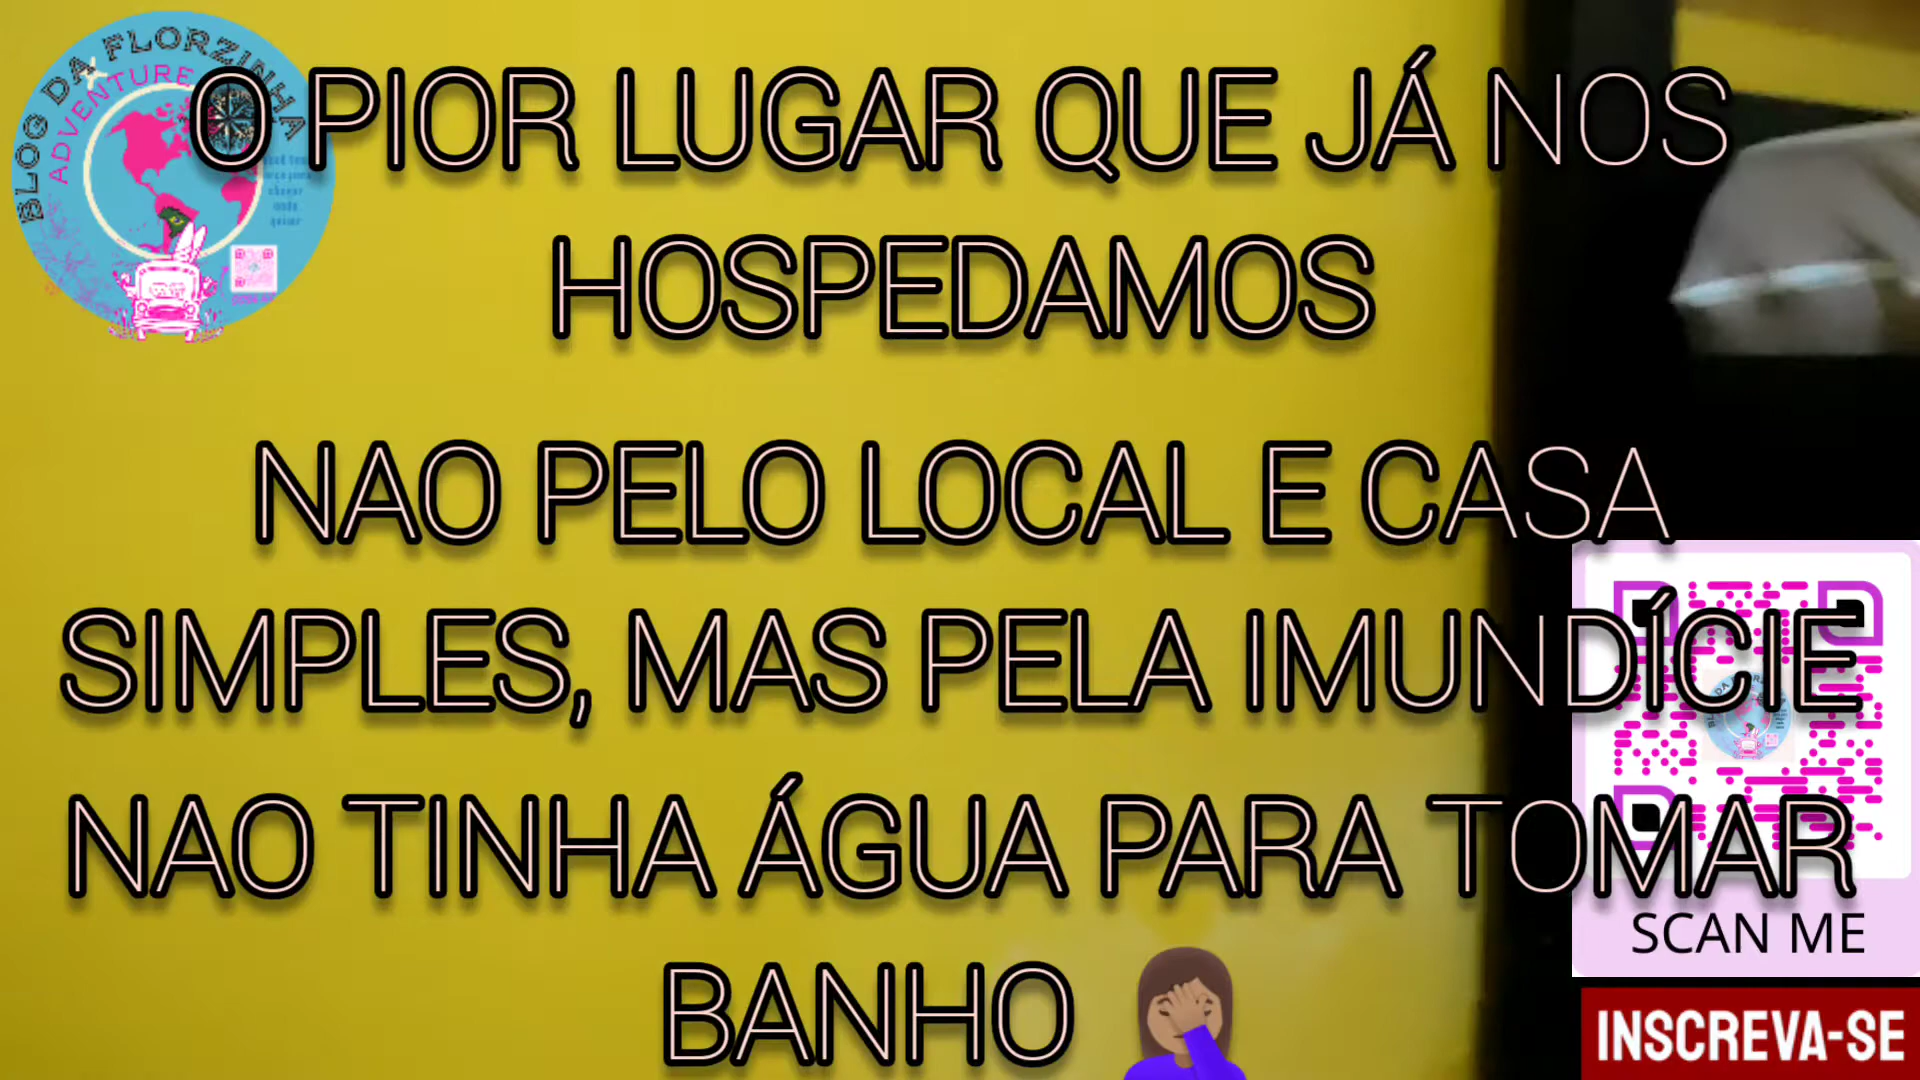 BLOG DA FLORZINHA
ADVENTURE
O PIOR LUGAR QUE JÁ NOS
HOSPEDAMOS
NAO PELO LOCAL E CASA
SIMPLES, MAS PELA IMUNDÍCIE
NAO TINHA ÁGUA PARA TOMAR
BANHO
SCAN ME
INSCREVA-SE